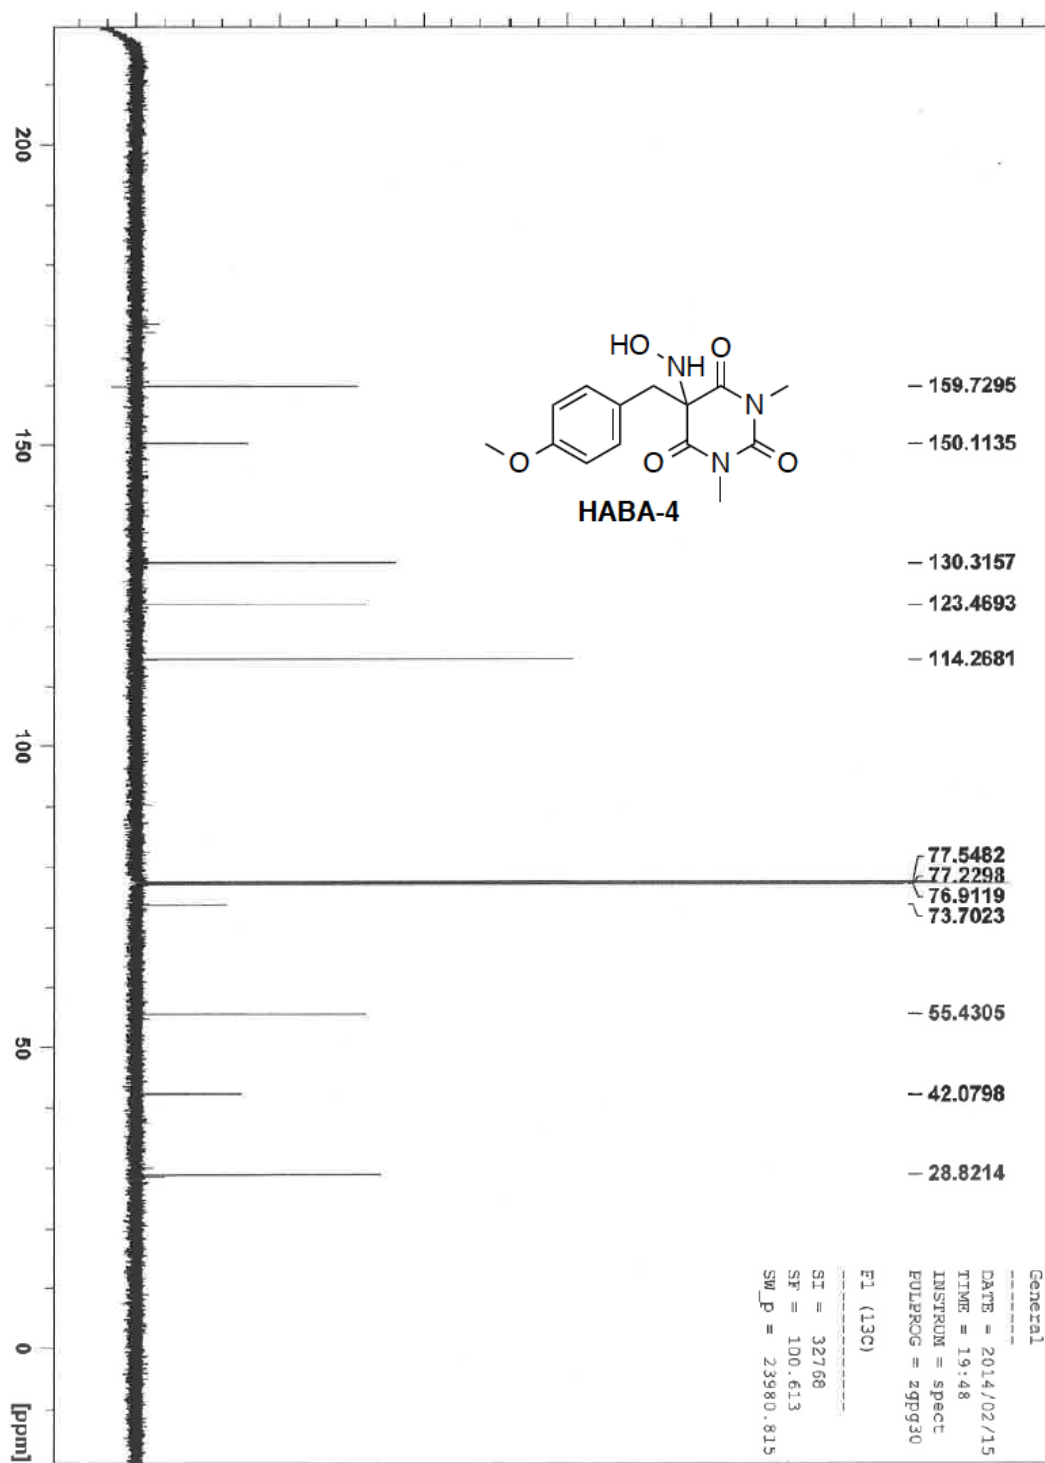 200
150
100
50
0
[ppm]
HO
NH
O
N
O
N
O
O
HABA-4
159.7295
150.1135
130.3157
123.4693
114.2681
77.5482
77.2298
76.9119
73.7023
55.4305
42.0798
28.8214
General
-------
DATE = 2014/02/15
TIME = 19:48
INSTRUM = spect
PULPROG = zgpg30
F1 (13C)
------------
SI = 32768
SF = 100.613
SW_p = 23980.815